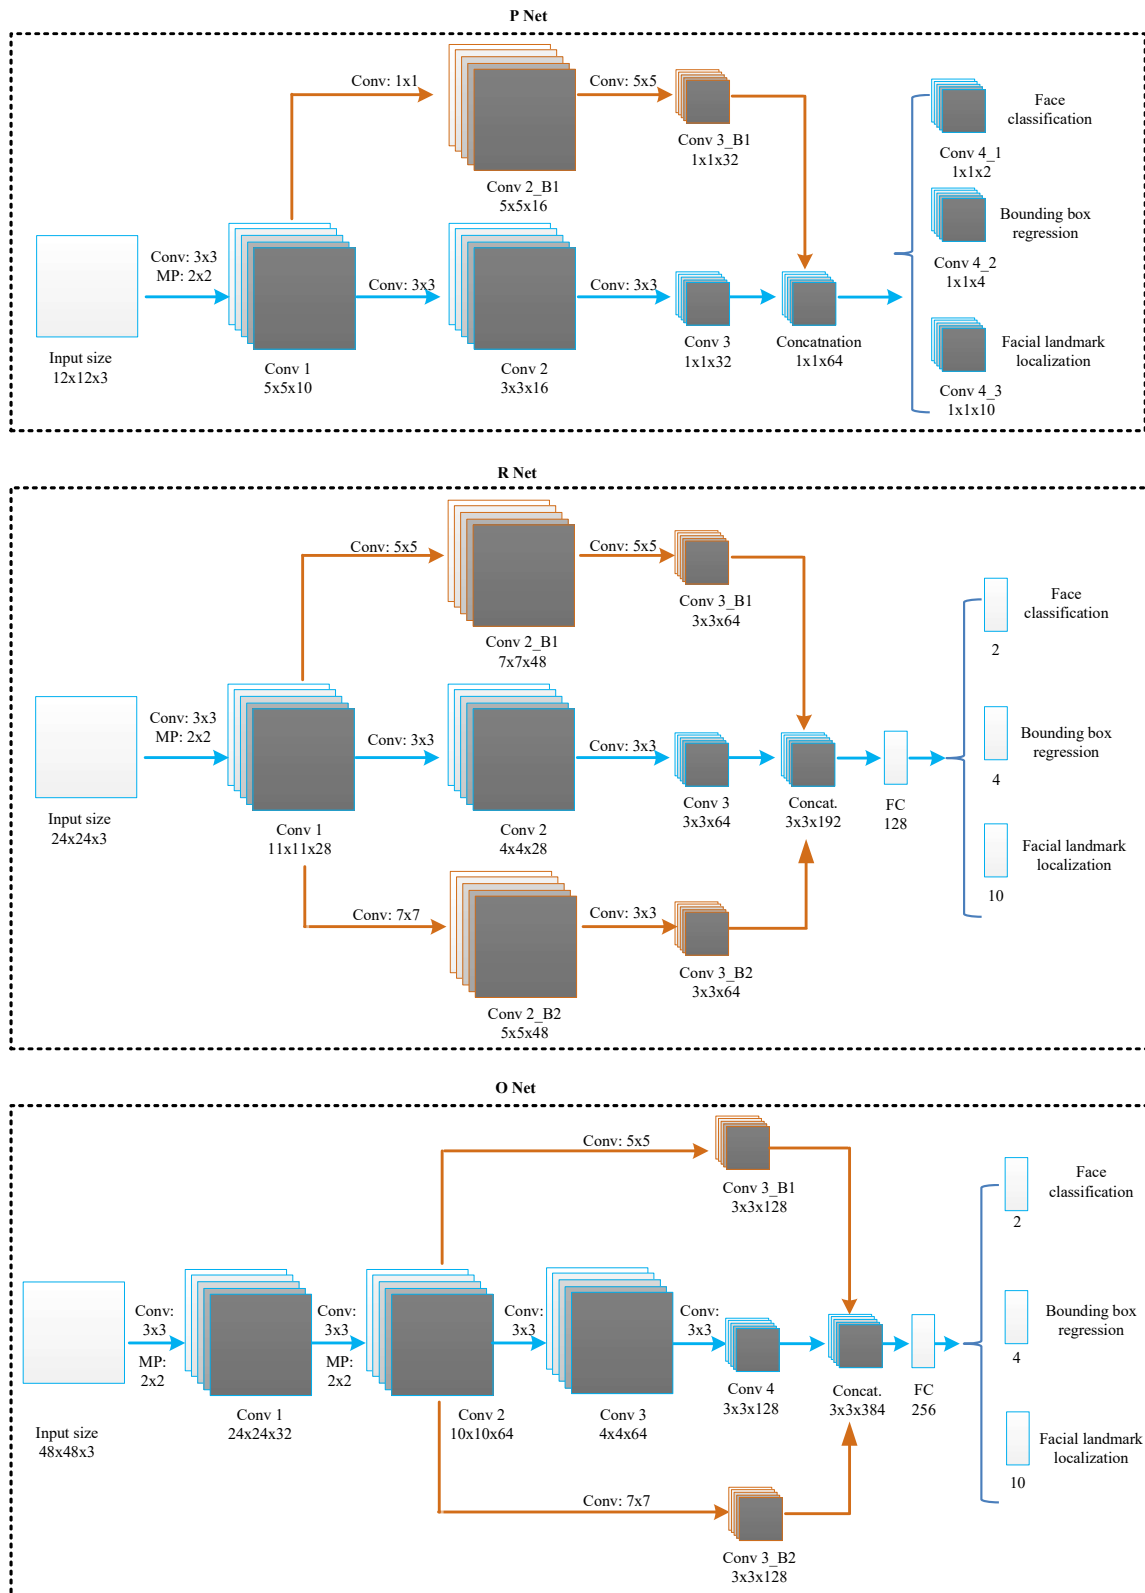 P Net
Conv: 1x1
Conv: 5x5
Conv 2_B1
5x5x16
Conv 3_B1
1x1x32
Conv: 3x3
MP: 2x2
Conv: 3x3
Conv: 3x3
Input size
12x12x3
Conv 1
5x5x10
Conv 2
3x3x16
Conv 3
1x1x32
Concatnation
1x1x64
Face
classification
Conv 4_1
1x1x2
Bounding box
regression
Conv 4_2
1x1x4
Facial landmark
localization
Conv 4_3
1x1x10
R Net
Conv: 5x5
Conv: 5x5
Conv 2_B1
7x7x48
Conv 3_B1
3x3x64
Conv: 3x3
MP: 2x2
Conv: 3x3
Conv: 3x3
Input size
24x24x3
Conv 1
11x11x28
Conv 2
4x4x28
Conv 3
3x3x64
Concat.
3x3x192
FC
128
Conv: 7x7
Conv: 3x3
Conv 2_B2
5x5x48
Conv 3_B2
3x3x64
Face
classification
2
Bounding box
regression
4
Facial landmark
localization
10
O Net
Conv: 5x5
Conv 3_B1
3x3x128
Conv:
3x3
MP:
2x2
Conv:
3x3
MP:
2x2
Conv:
3x3
Conv:
3x3
Input size
48x48x3
Conv 1
24x24x32
Conv 2
10x10x64
Conv 3
4x4x64
Conv 4
3x3x128
Concat.
3x3x384
FC
256
Conv: 7x7
Conv 3_B2
3x3x128
Face
classification
2
Bounding box
regression
4
Facial landmark
localization
10